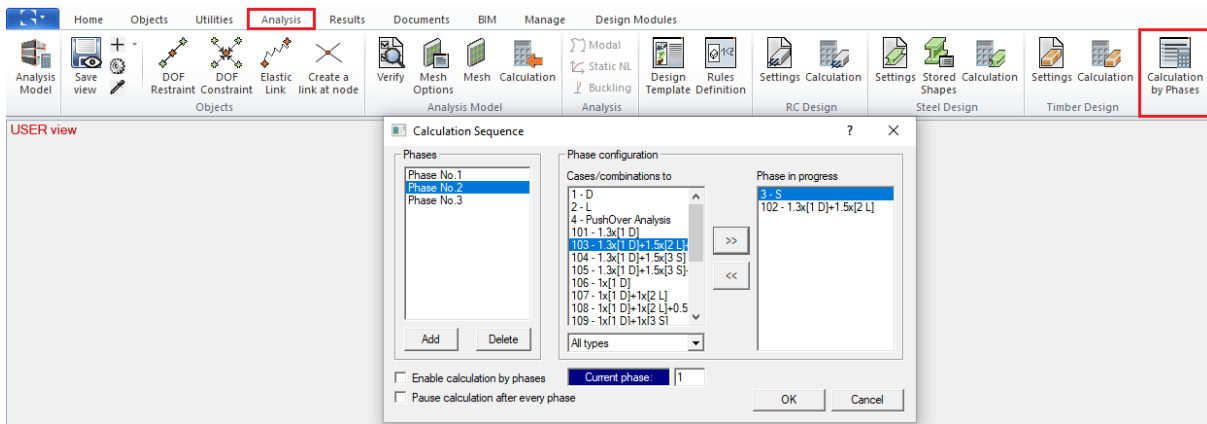 Home Objects Utilities Analysis Results Documents BIM Manage Design Modules
Analysis Model
Save view
DOF Restraint
DOF Constraint
Elastic Link
Create a link at node
Objects
Verify
Mesh Options
Mesh
Calculation
Analysis Model
Modal
Static NL
Buckling
Analysis
Design Template
Rules Definition
Settings
Calculation
RC Design
Settings
Stored Shapes
Calculation
Steel Design
Settings
Calculation
Timber Design
Calculation by Phases
USER view
Calculation Sequence
? X
Phases
Phase No.1
Phase No.2
Phase No.3
Add
Delete
Phase configuration
Cases/combinations to
1 - D
2 - L
4 - PushOver Analysis
101 - 1.3x[1 D]
103 - 1.3x[1 D]+1.5x[2 L]+
104 - 1.3x[1 D]+1.5x[3 S]
105 - 1.3x[1 D]+1.5x[3 S]+
106 - 1x[1 D]
107 - 1x[1 D]+1x[2 L]
108 - 1x[1 D]+1x[2 L]+0.5
109 - 1x[1 D]+1x[3 S]
All types
>>
<<
Phase in progress
3 - S
102 - 1.3x[1 D]+1.5x[2 L]
Enable calculation by phases
Current phase: 1
Pause calculation after every phase
OK
Cancel